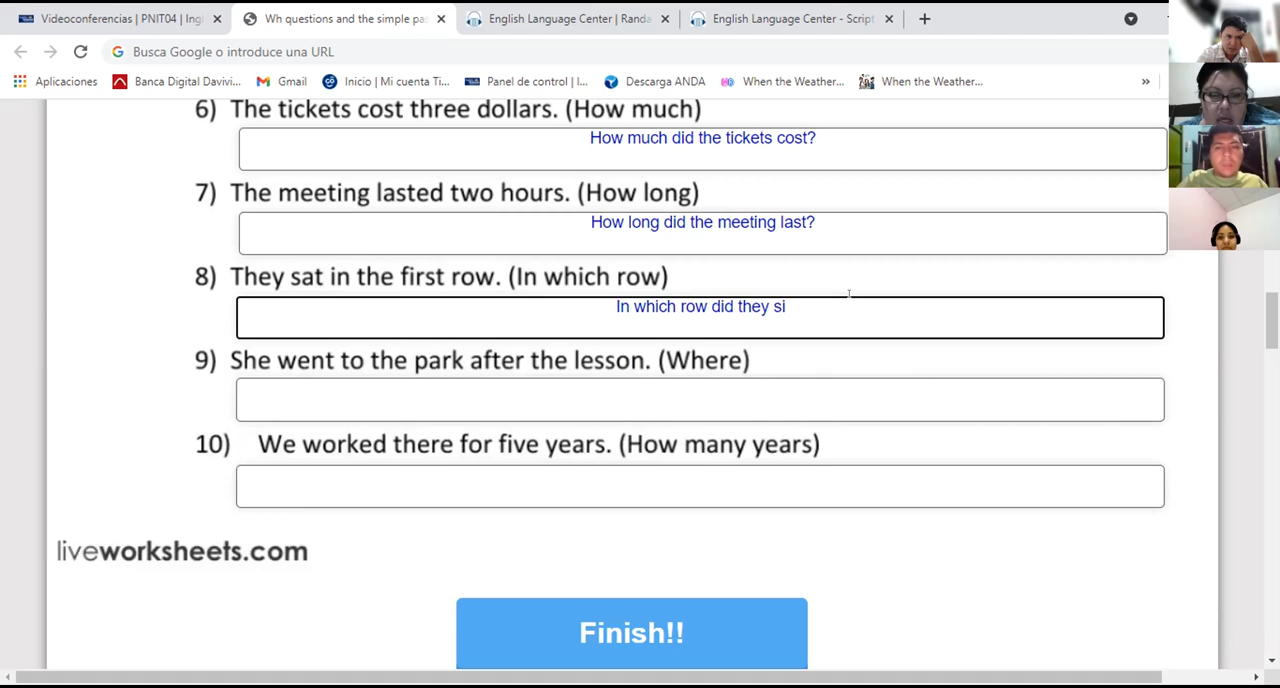 Videoconferencias | PNIT04 | Ing
Wh questions and the simple pas
English Language Center | Randa
English Language Center - Script
Busca Google o introduce una URL
Aplicaciones
Banca Digital Davivi...
Gmail
Inicio | Mi cuenta Ti...
Panel de control | I...
Descarga ANDA
When the Weather...
When the Weather...
»
6) The tickets cost three dollars. (How much)
How much did the tickets cost?
7) The meeting lasted two hours. (How long)
How long did the meeting last?
8) They sat in the first row. (In which row)
In which row did they si
9) She went to the park after the lesson. (Where)
10) We worked there for five years. (How many years)
liveworksheets.com
Finish!!